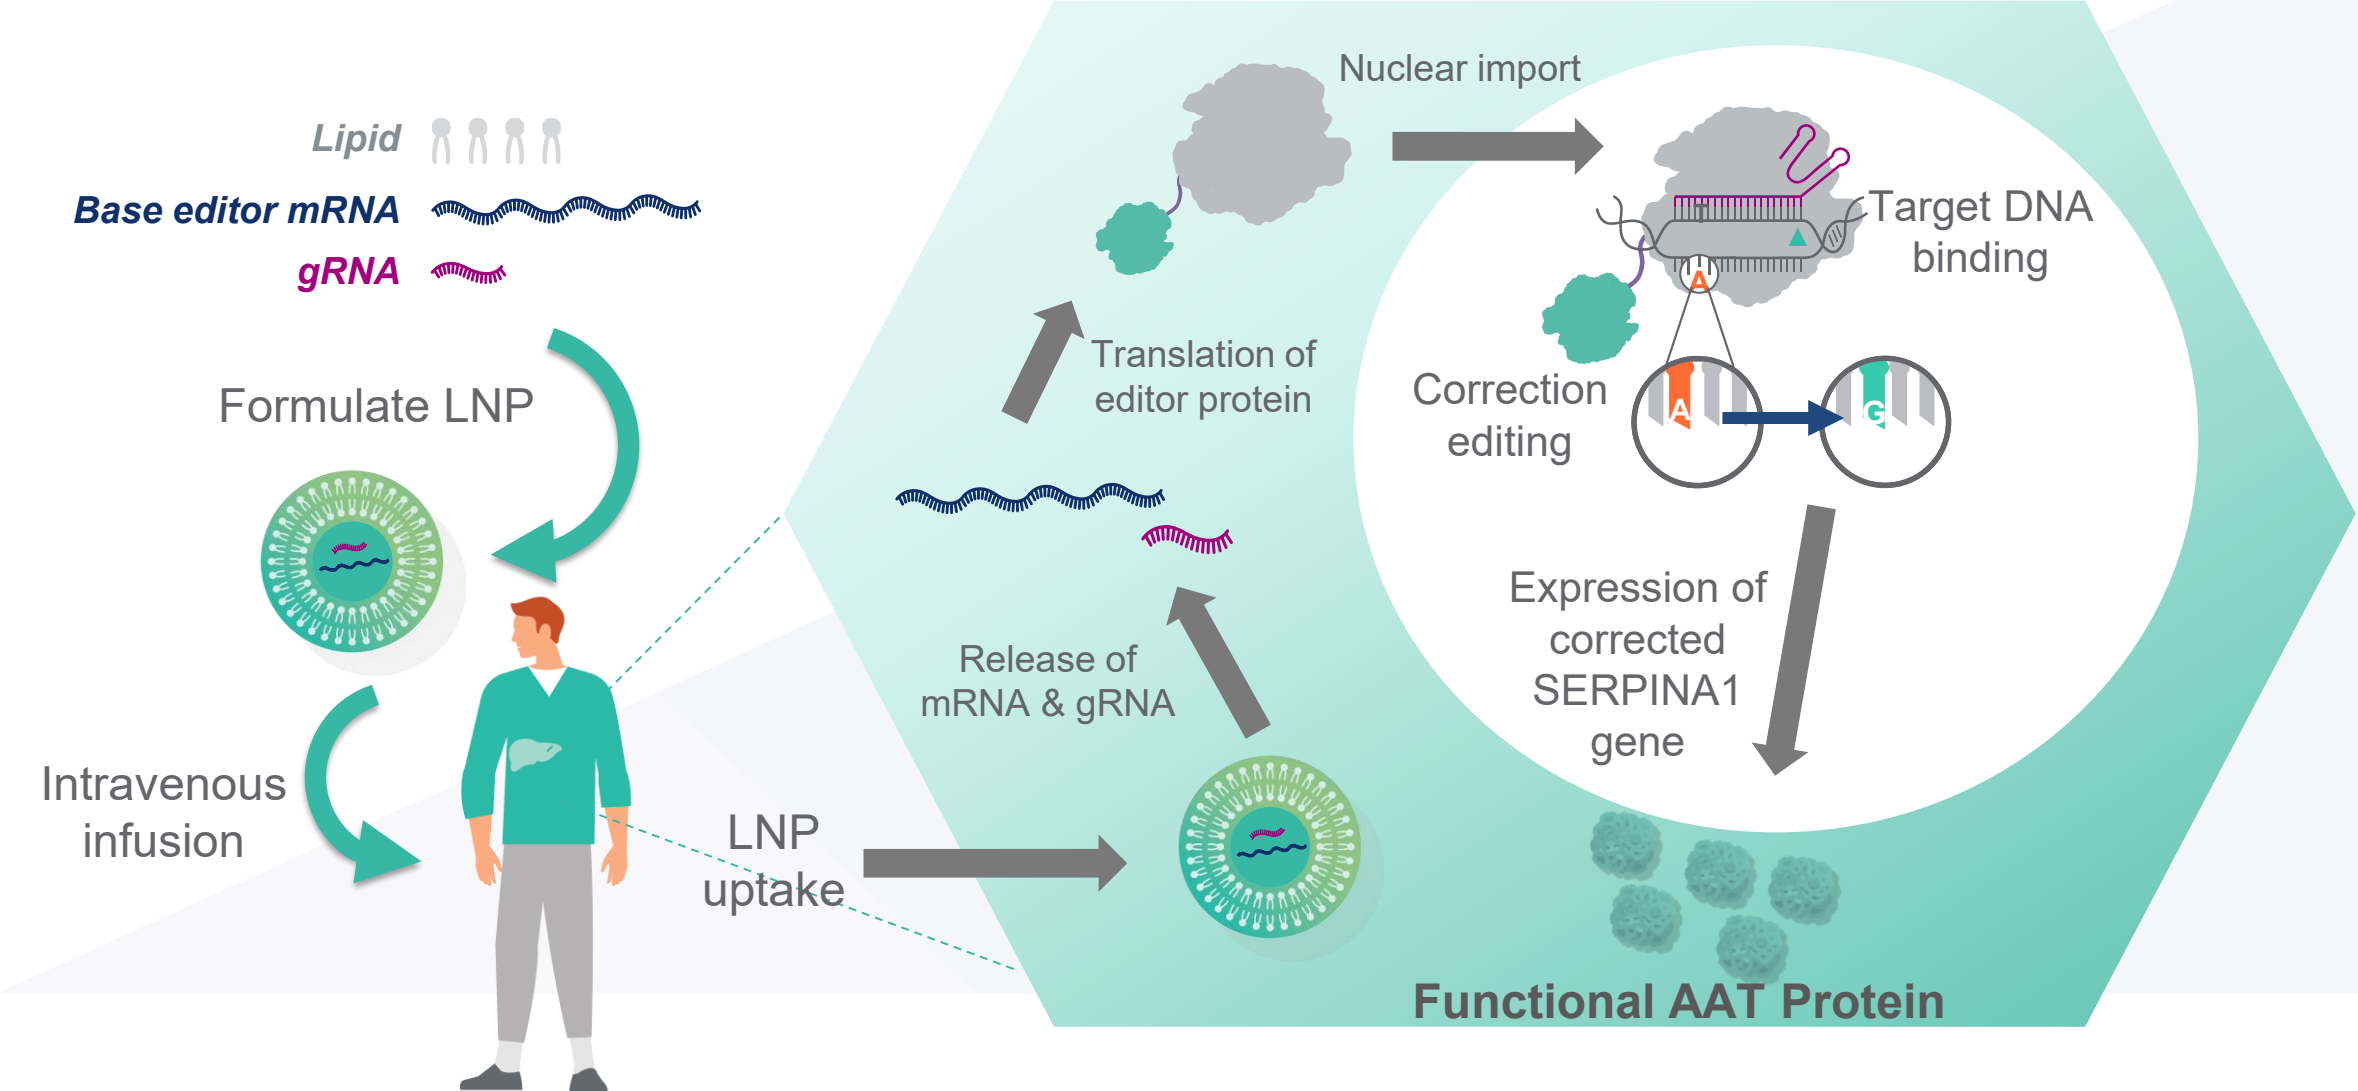 Lipid
Base editor mRNA
gRNA
Formulate LNP
Intravenous
infusion
LNP
uptake
Release of
mRNA & gRNA
Translation of
editor protein
Nuclear import
T
A
Target DNA
binding
Correction
editing
A
G
Expression of
corrected
SERPINA1
gene
Functional AAT Protein